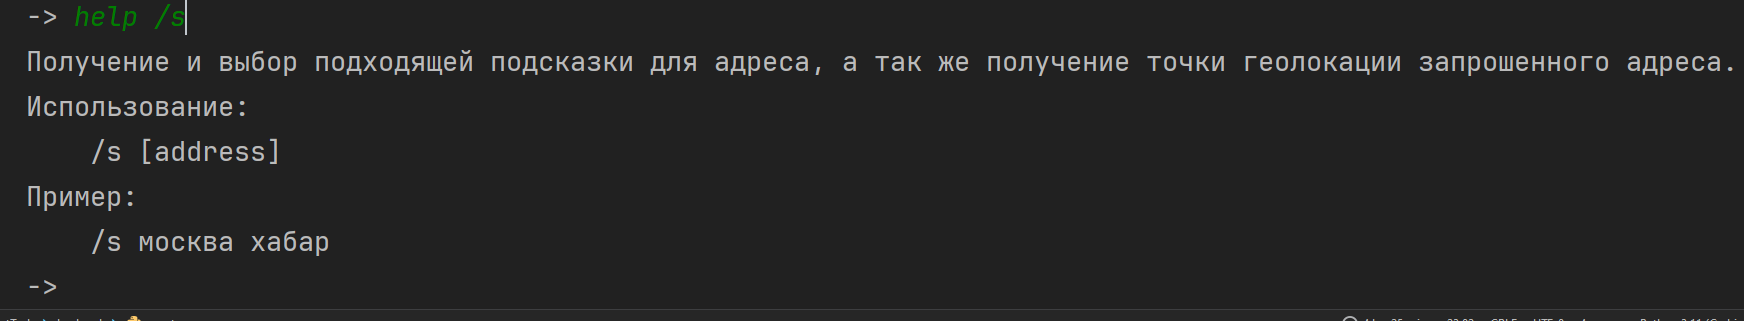 -> help /s
Получение и выбор подходящей подсказки для адреса, а так же получение точки геолокации запрошенного адреса.
Использование:
/s [address]
Пример:
/s москва хабар
->